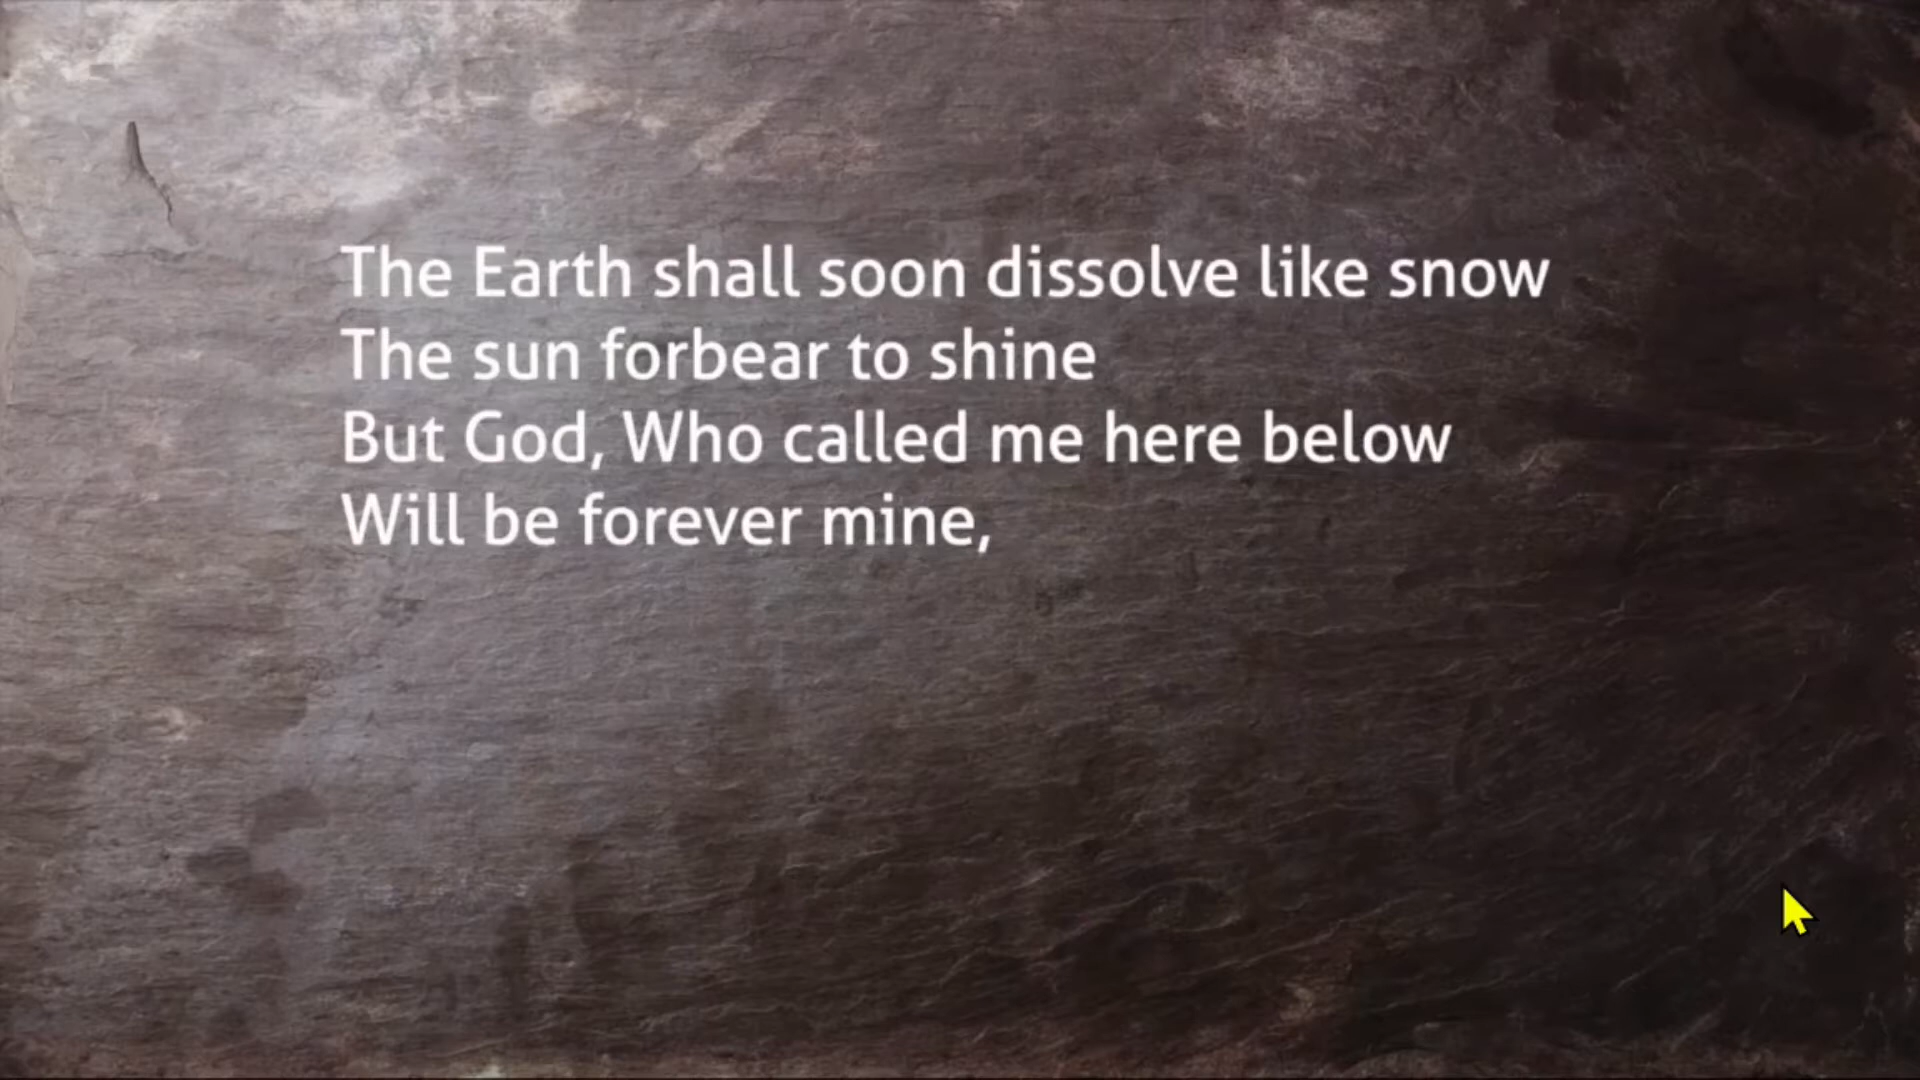 The Earth shall soon dissolve like snow
The sun forbear to shine
But God, Who called me here below
Will be forever mine,